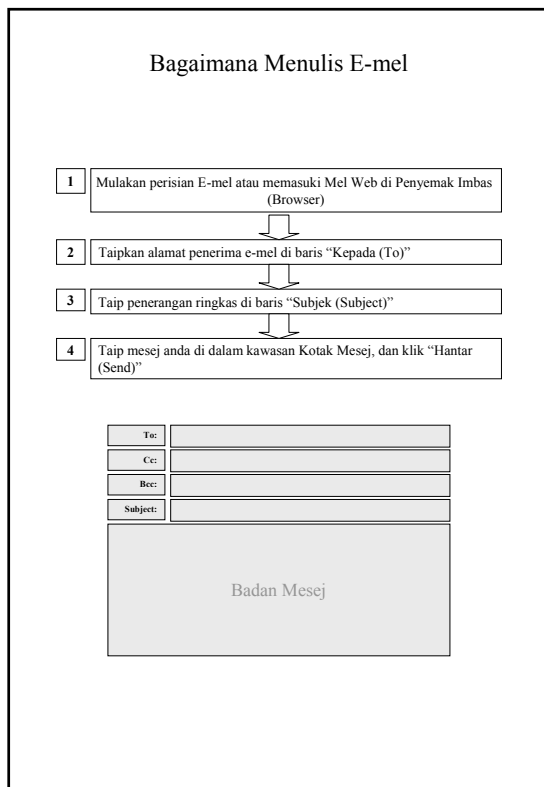 Bagaimana Menulis E-mel
1
Mulakan perisian E-mel atau memasuki Mel Web di Penyemak Imbas
(Browser)
2
Taipkan alamat penerima e-mel di baris “Kepada (To)”
3
Taip penerangan ringkas di baris “Subjek (Subject)”
4
Taip mesej anda di dalam kawasan Kotak Mesej, dan klik “Hantar
(Send)”
To:
Cc:
Bcc:
Subject:
Badan Mesej